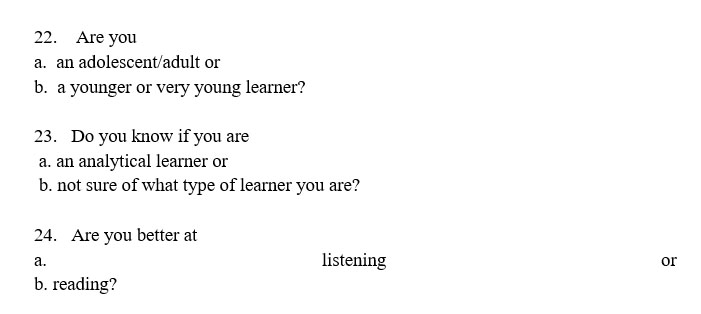 22. Are you
a. an adolescent/adult or
b. a younger or very young learner?
23. Do you know if you are
a. an analytical learner or
b. not sure of what type of learner you are?
24. Are you better at
a. listening or
b. reading?